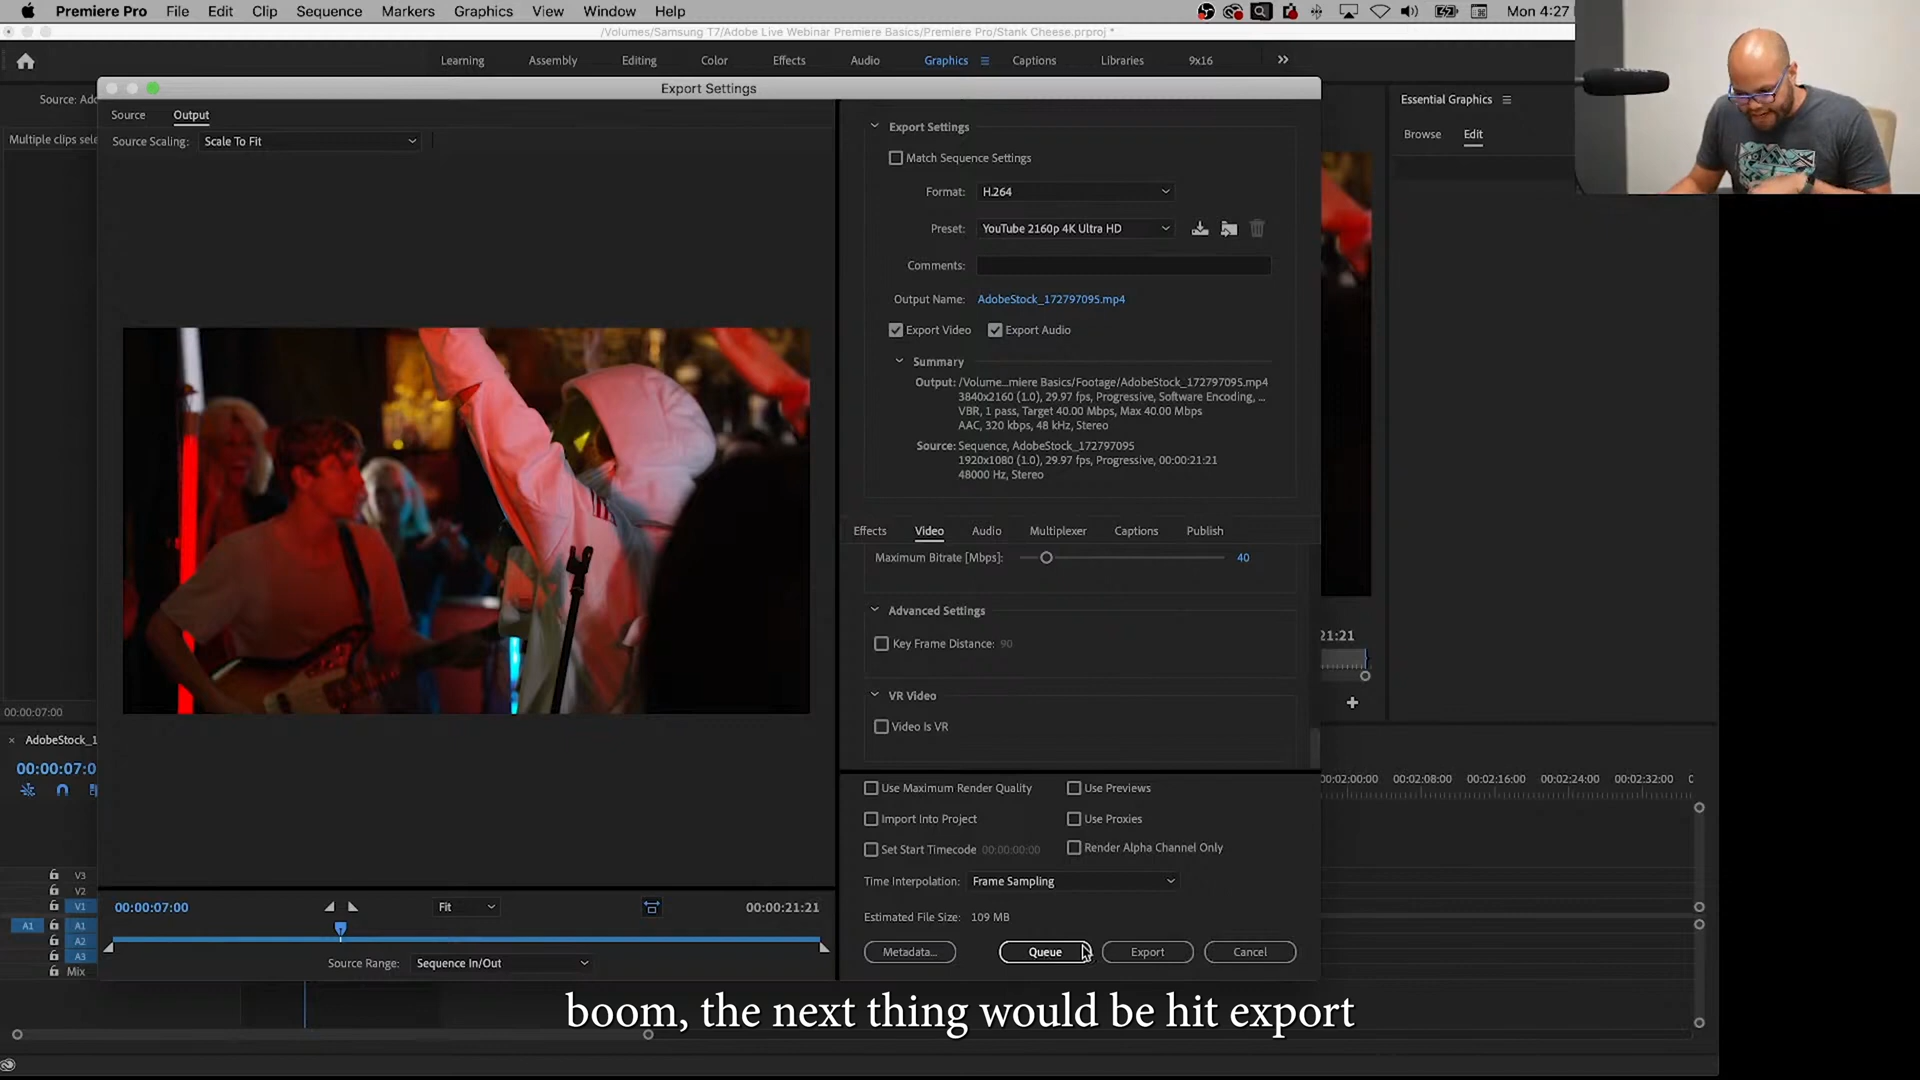 Premiere Pro File Edit Clip Sequence Markers Graphics View Window Help
Mon 4:27
/Volumes/Samsung T7/Adobe Live Webinar Premiere Basics/Premiere Pro/Stank Cheese.prproj *
Learning Assembly Editing Color Effects Audio Graphics Captions Libraries 9x16
Export Settings
Source: Ado
Multiple clips sele
Source Output
Source Scaling: Scale To Fit
Export Settings
Match Sequence Settings
Format: H.264
Preset: YouTube 2160p 4K Ultra HD
Comments:
Output Name: AdobeStock_172797095.mp4
Export Video Export Audio
Summary
Output: /Volume...miere Basics/Footage/AdobeStock_172797095.mp4
3840x2160 (1.0), 29.97 fps, Progressive, Software Encoding, ...
VBR, 1 pass, Target 40.00 Mbps, Max 40.00 Mbps
AAC, 320 kbps, 48 kHz, Stereo
Source: Sequence, AdobeStock_172797095
1920x1080 (1.0), 29.97 fps, Progressive, 00:00:21:21
48000 Hz, Stereo
Effects Video Audio Multiplexer Captions Publish
Maximum Bitrate [Mbps]: 40
Advanced Settings
Key Frame Distance: 90
VR Video
Video Is VR
Use Maximum Render Quality Use Previews
Import Into Project Use Proxies
Set Start Timecode 00:00:00:00 Render Alpha Channel Only
Time Interpolation: Frame Sampling
Estimated File Size: 109 MB
Metadata... Queue Export Cancel
00:00:07:00 Fit 00:00:21:21
Source Range: Sequence In/Out
Essential Graphics
Browse Edit
21:21
00:00:07:00
AdobeStock_1
00:00:07:0
00:02:00:00 00:02:08:00 00:02:16:00 00:02:24:00 00:02:32:00
V3
V2
V1
A1 A1
A2
A3
Mix
boom, the next thing would be hit export